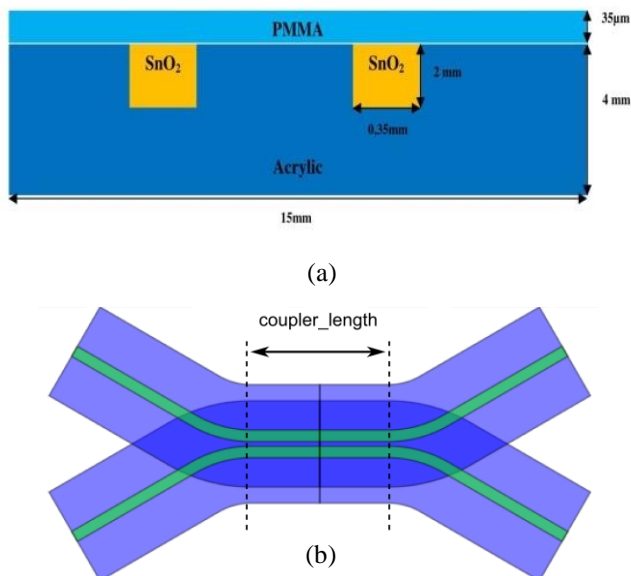 35µm
PMMA
SnO₂ SnO₂
2 mm
4 mm
0,35mm
Acrylic
15mm
(a)
coupler_length
(b)